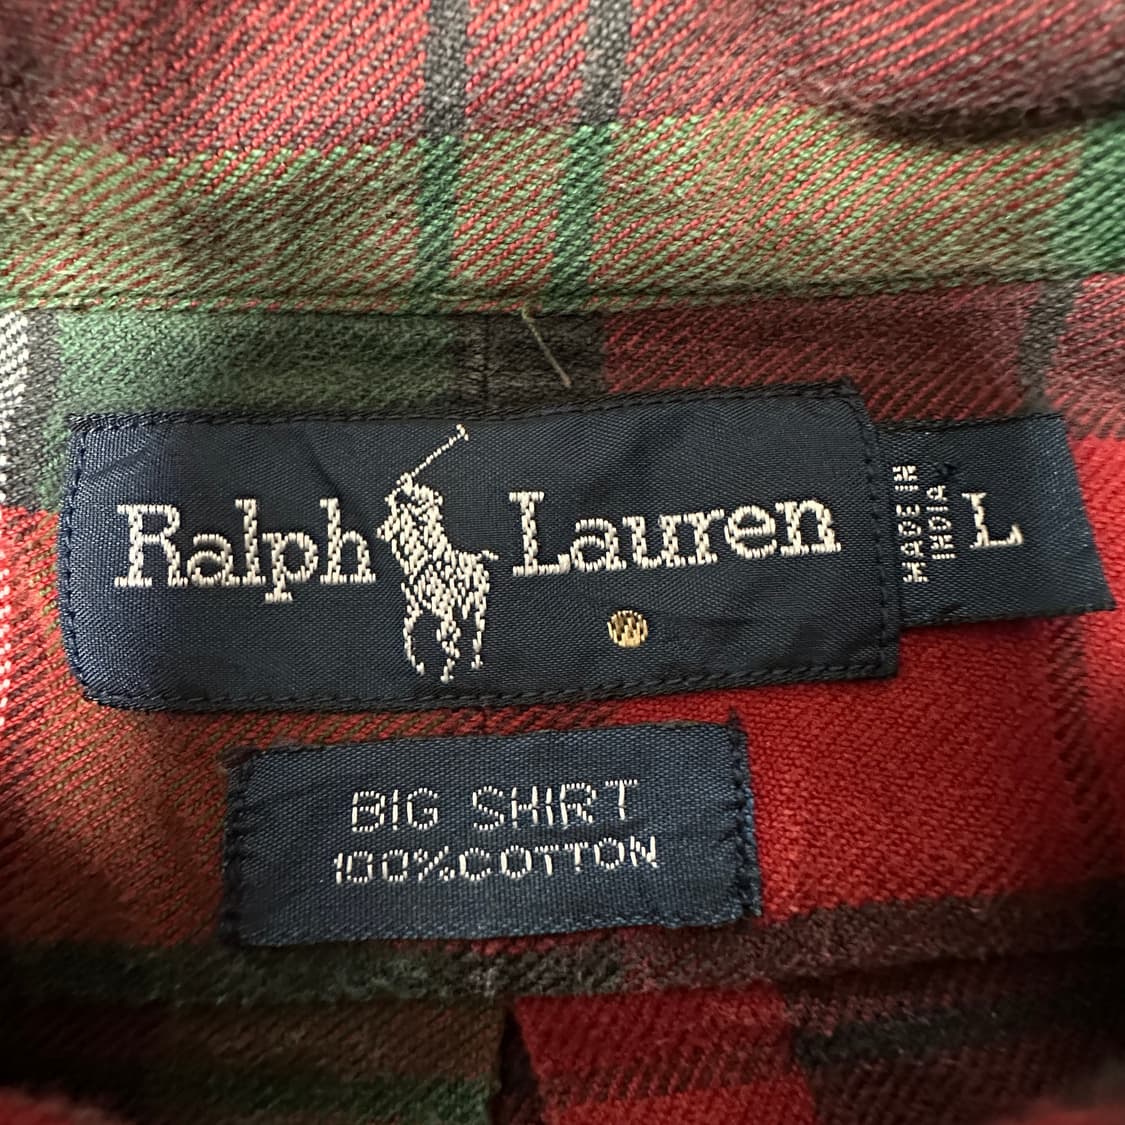 Ralph Lauren
MADE IN
INDIA
L
BIG SHIRT
100%COTTON